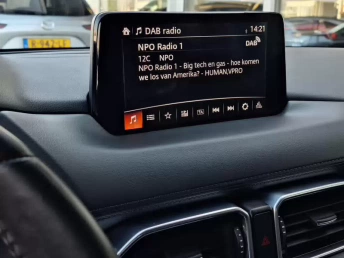 DAB radio 14:21
NPO Radio 1 DAB
12C NPO
NPO Radio 1 - Big tech en gas - hoe komen
we los van Amerika? - HUMAN,VPRO